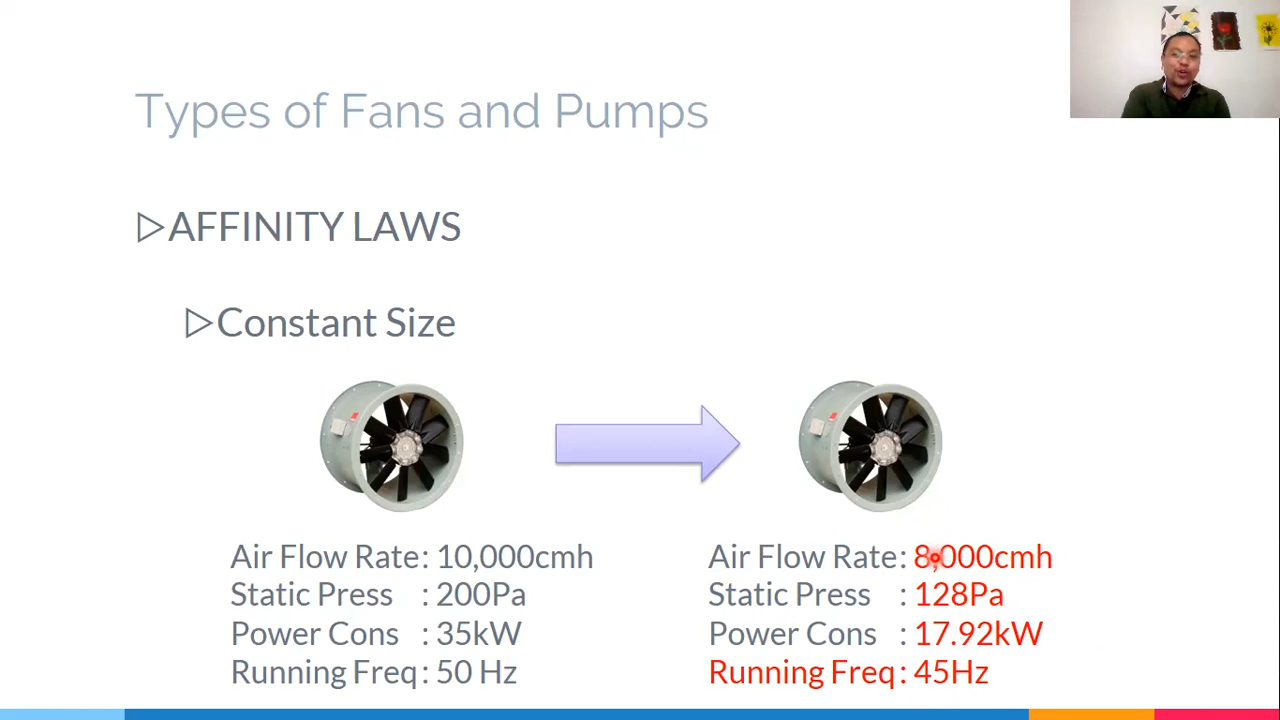 Types of Fans and Pumps
AFFINITY LAWS
Constant Size
Air Flow Rate: 10,000cmh
Static Press : 200Pa
Power Cons : 35kW
Running Freq: 50 Hz
Air Flow Rate: 8,000cmh
Static Press : 128Pa
Power Cons : 17.92kW
Running Freq: 45Hz